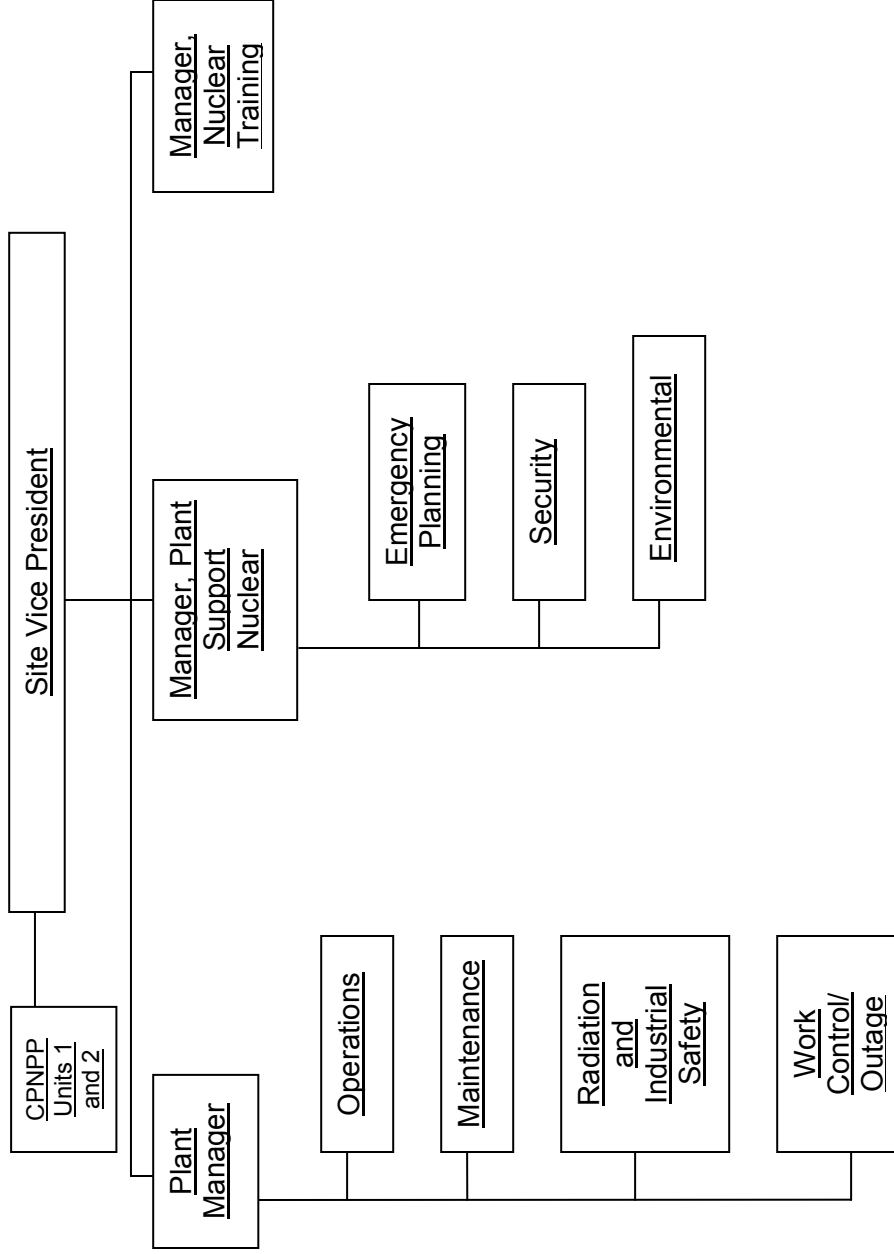 Site Vice President
CPNPP
Units 1
and 2
Plant
Manager
Operations
Maintenance
Radiation
and
Industrial
Safety
Work
Control/
Outage
Manager, Plant
Support
Nuclear
Emergency
Planning
Security
Environmental
Manager,
Nuclear
Training